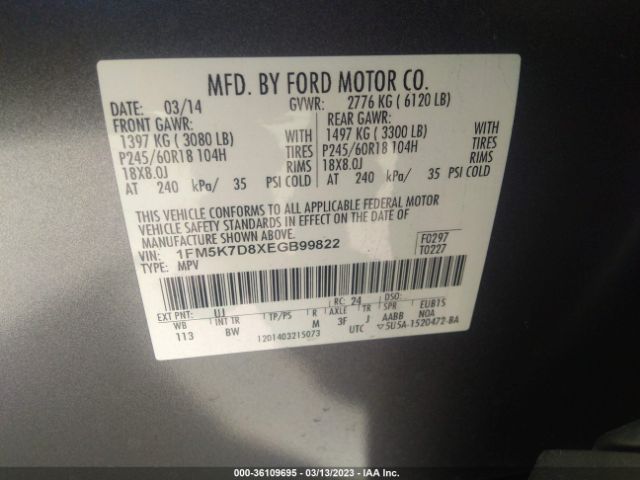 MFD. BY FORD MOTOR CO.
DATE: 03/14 GVWR: 2776 KG ( 6120 LB)
FRONT GAWR: REAR GAWR:
1397 KG ( 3080 LB) WITH 1497 KG ( 3300 LB) WITH
P245/60R18 104H TIRES P245/60R18 104H TIRES
18X8.0J RIMS 18X8.0J RIMS
AT 240 kPa/ 35 PSI COLD AT 240 kPa/ 35 PSI COLD
THIS VEHICLE CONFORMS TO ALL APPLICABLE FEDERAL MOTOR
VEHICLE SAFETY STANDARDS IN EFFECT ON THE DATE OF
MANUFACTURE SHOWN ABOVE.
VIN: 1FM5K7D8XEGB99822 F0297
TYPE: MPV T0227
EXT PNT: UJ RC: 24 DSO:
WB INT TR TP/PS R AXLE TR SPR EUB15
113 BW M 3F J AABB NOA
1201403215073 UTC ▽5U5A-1520472-BA
000-36109695 - 03/13/2023 - IAA Inc.